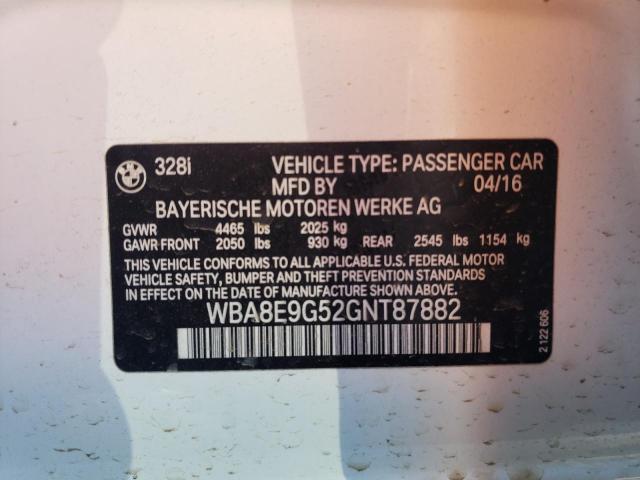 328i VEHICLE TYPE: PASSENGER CAR
MFD BY 04/16
BAYERISCHE MOTOREN WERKE AG
GVWR 4465 lbs 2025 kg
GAWR FRONT 2050 lbs 930 kg REAR 2545 lbs 1154 kg
THIS VEHICLE CONFORMS TO ALL APPLICABLE U.S. FEDERAL MOTOR
VEHICLE SAFETY, BUMPER AND THEFT PREVENTION STANDARDS
IN EFFECT ON THE DATE OF MANUFACTURE SHOWN ABOVE.
WBA8E9G52GNT87882
2 122 606